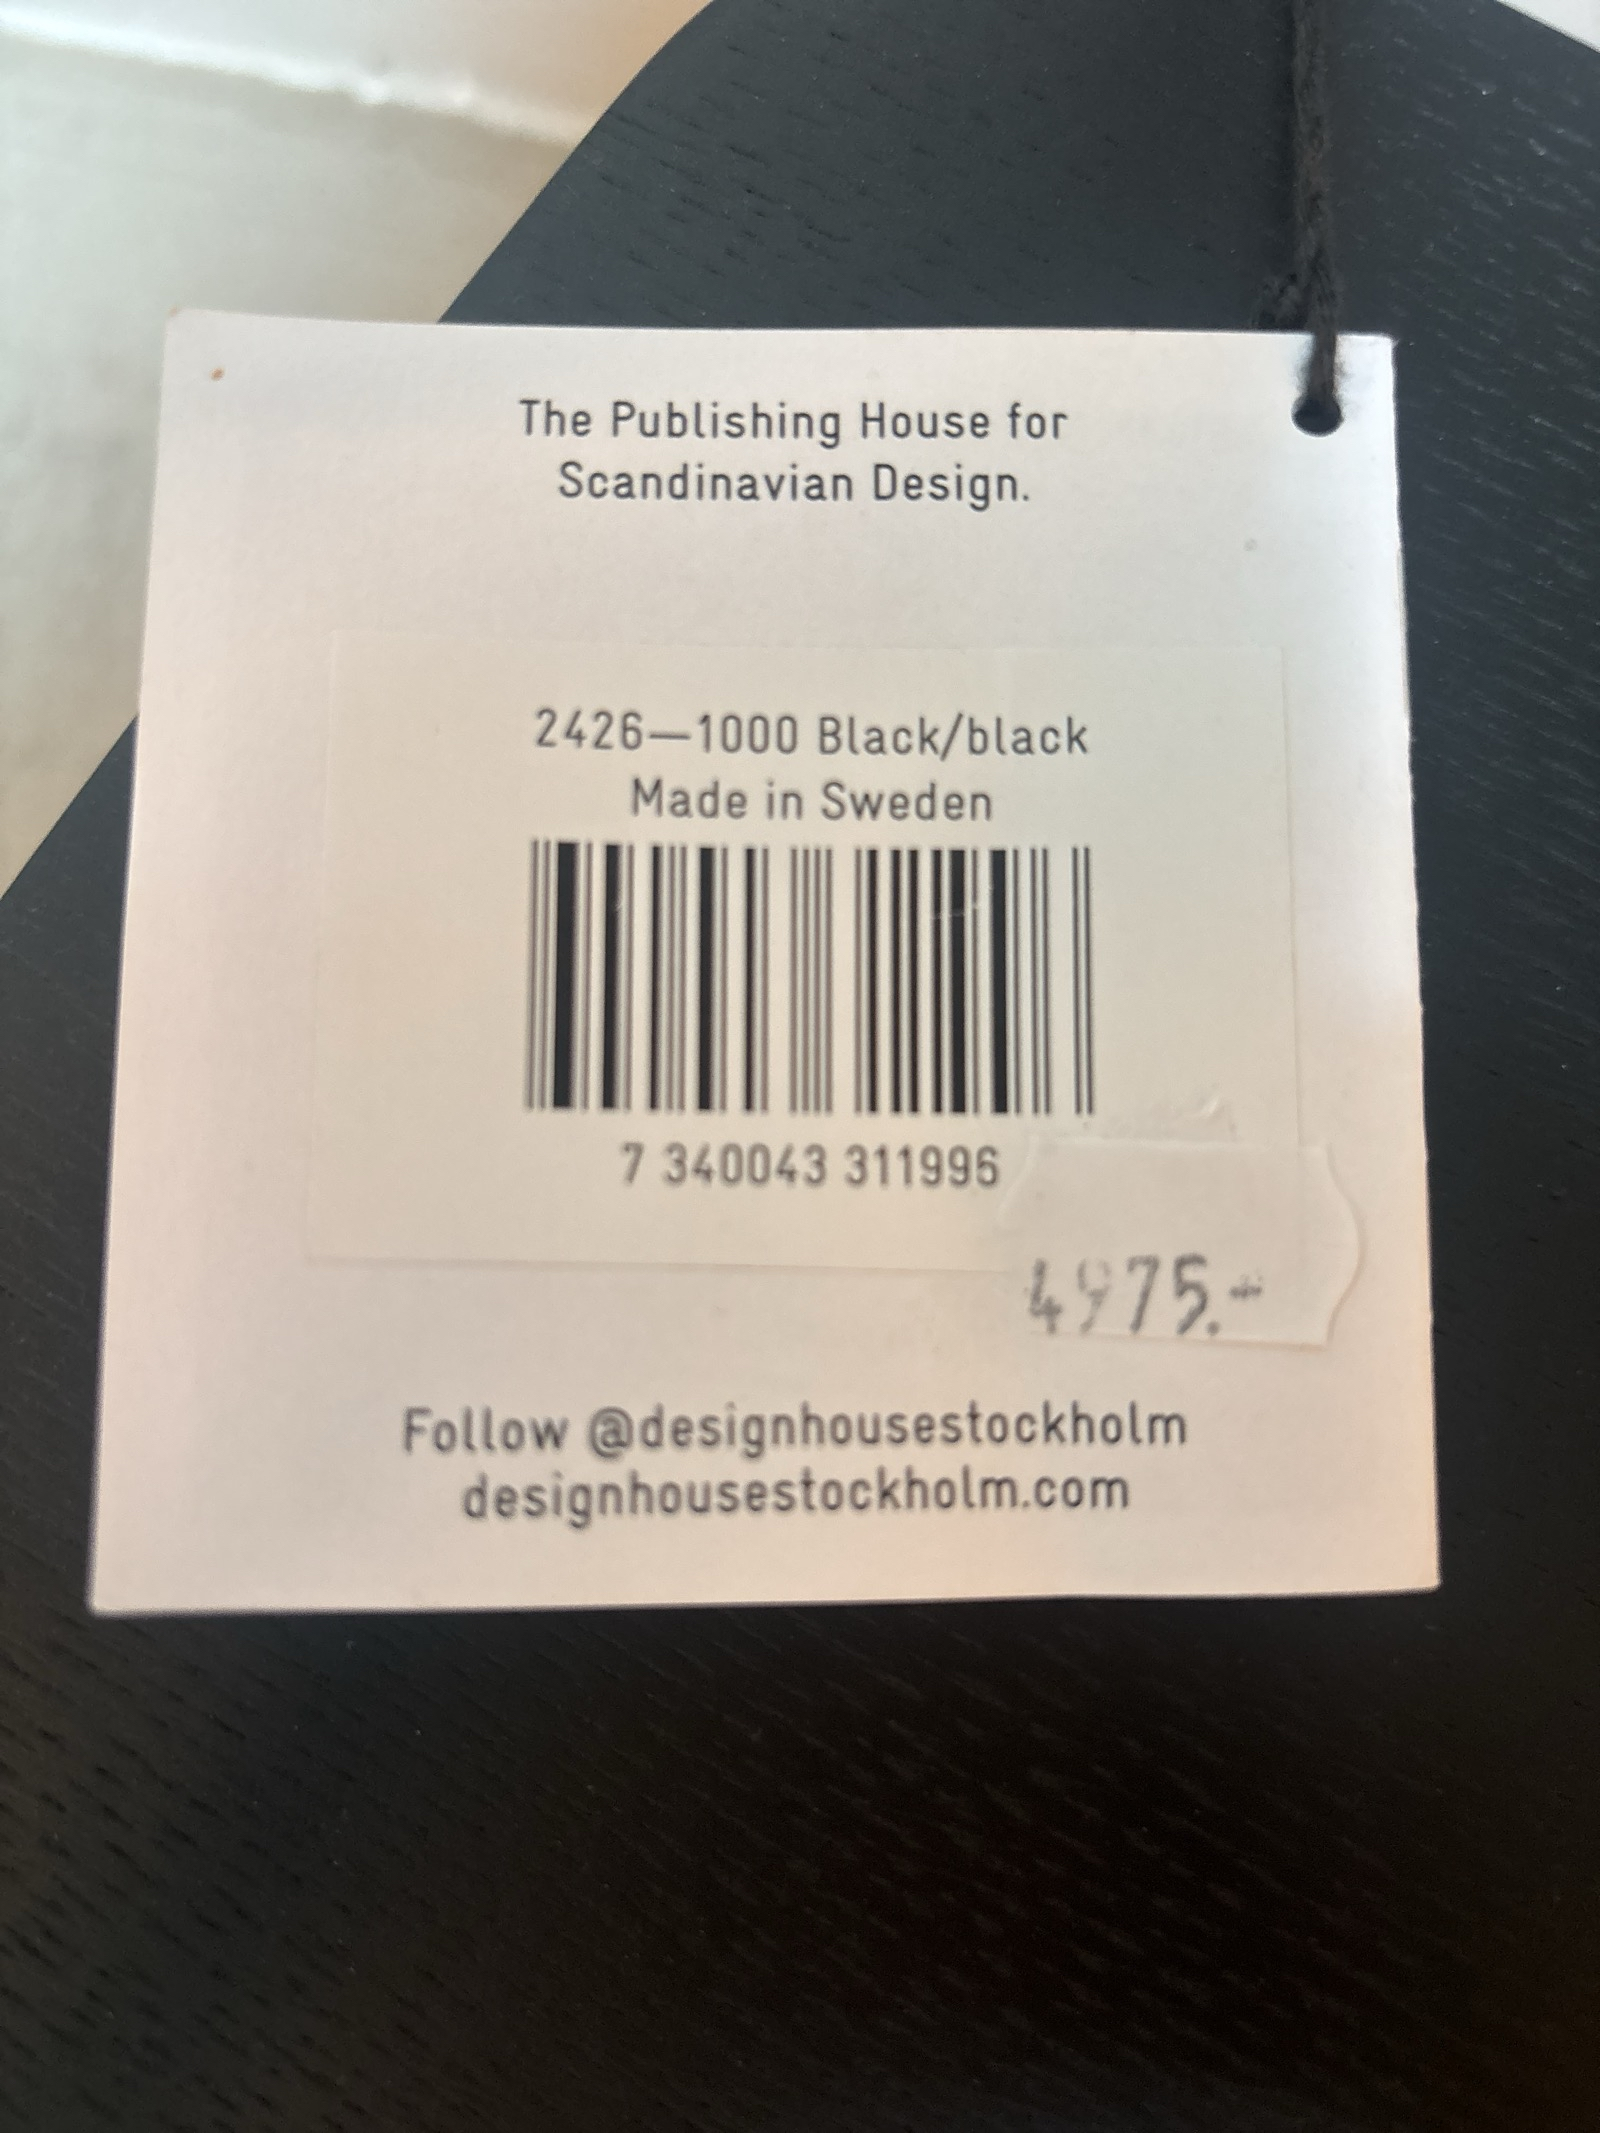 The Publishing House for
Scandinavian Design.
2426—1000 Black/black
Made in Sweden
7 340043 311996
4975.-
Follow @designhousestockholm
designhousestockholm.com